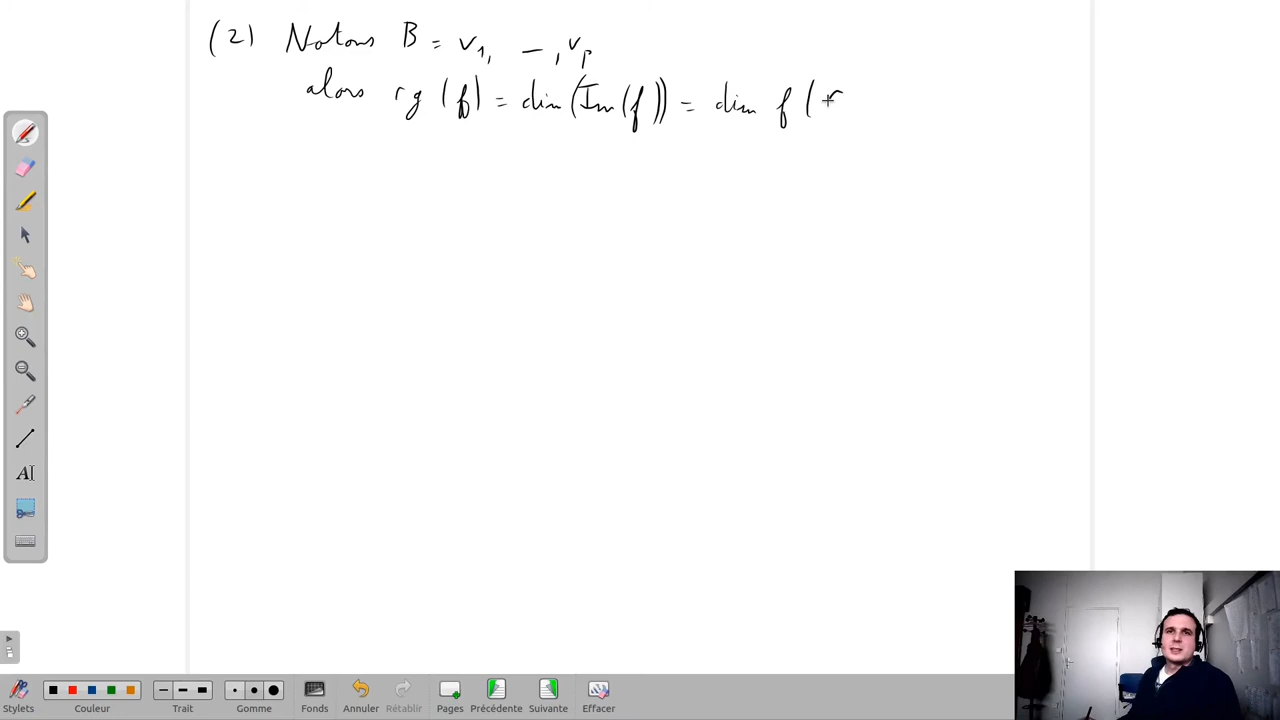 (2) Notons B = v1, –, vp
alors rg (f) = dim(Im(f)) = dim f (
AI
Stylets
Couleur
Trait
Gomme
Fonds
Annuler
Rétablir
Pages
Précédente
Suivante
Effacer